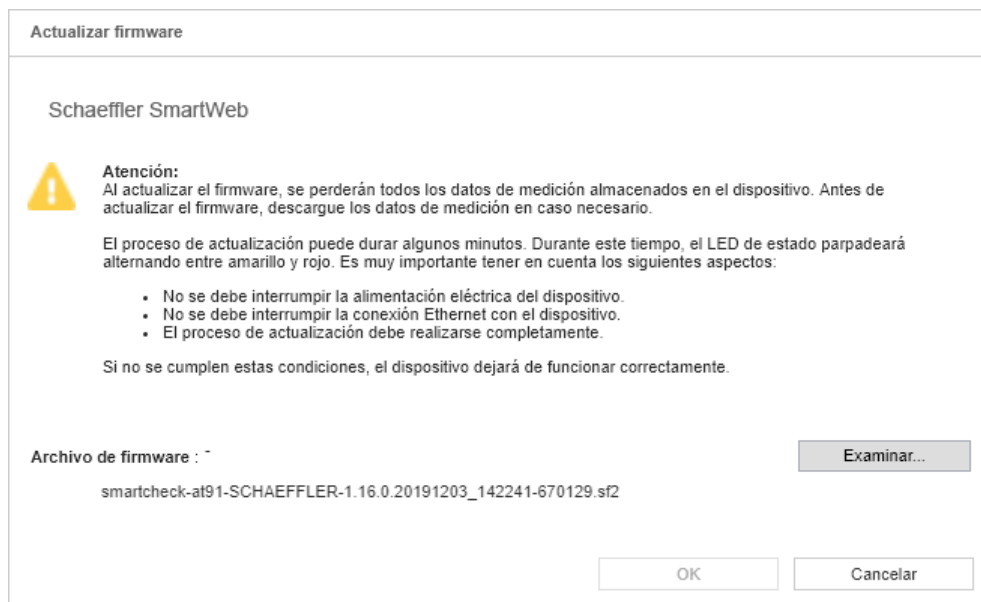 Actualizar firmware
Schaeffler SmartWeb
Atención:
Al actualizar el firmware, se perderán todos los datos de medición almacenados en el dispositivo. Antes de
actualizar el firmware, descargue los datos de medición en caso necesario.
El proceso de actualización puede durar algunos minutos. Durante este tiempo, el LED de estado parpadeará
alternando entre amarillo y rojo. Es muy importante tener en cuenta los siguientes aspectos:
• No se debe interrumpir la alimentación eléctrica del dispositivo.
• No se debe interrumpir la conexión Ethernet con el dispositivo.
• El proceso de actualización debe realizarse completamente.
Si no se cumplen estas condiciones, el dispositivo dejará de funcionar correctamente.
Archivo de firmware : -
Examinar...
smartcheck-at91-SCHAEFFLER-1.16.0.20191203_142241-670129.sf2
OK
Cancelar